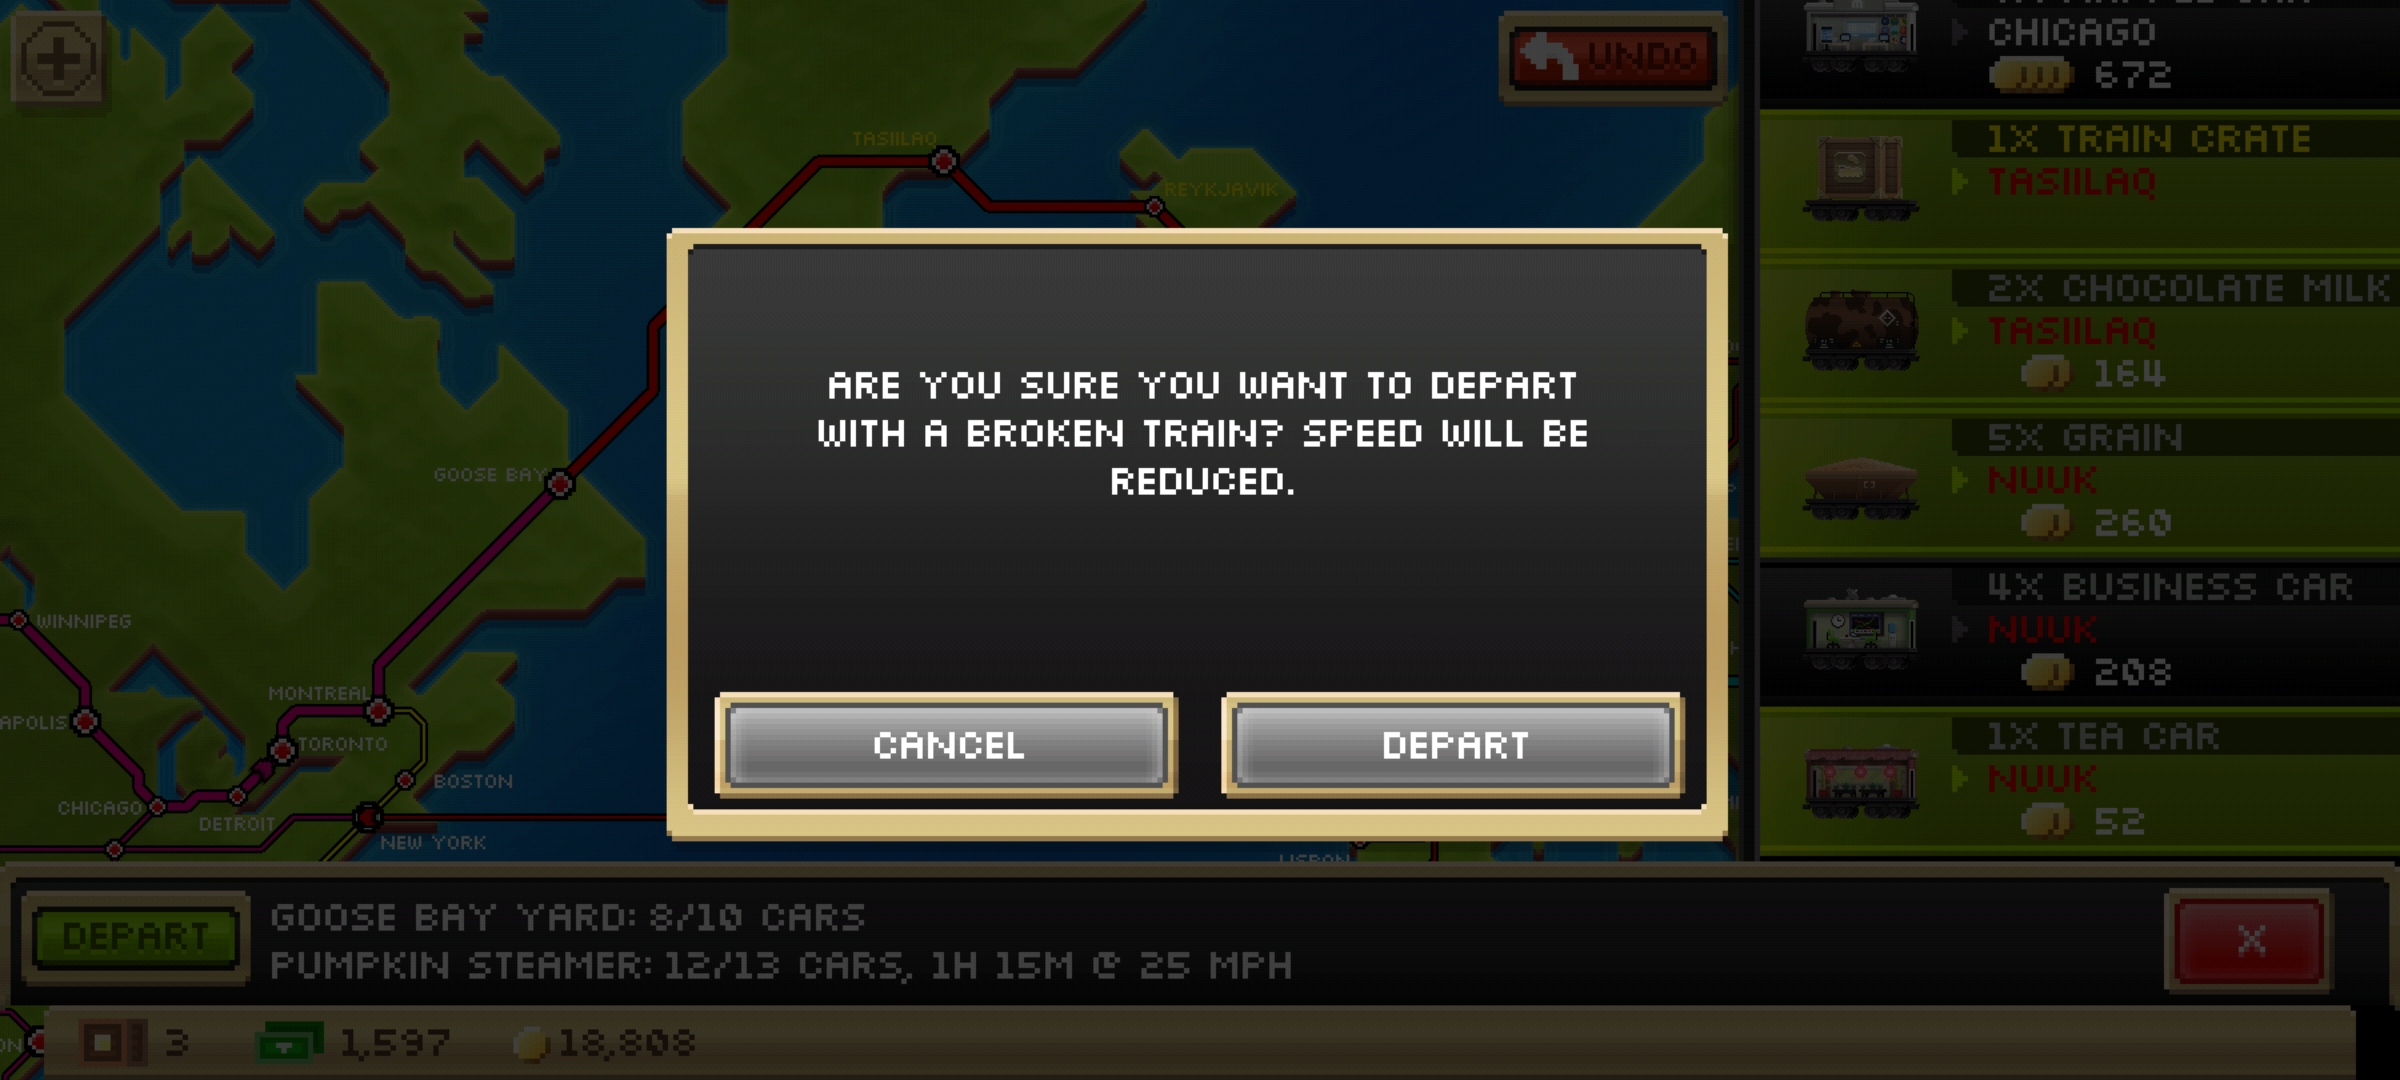 UNDO
CHICAGO
672
1X TRAIN CRATE
TASIILAQ
2X CHOCOLATE MILK
TASIILAQ
164
5X GRAIN
NUUK
260
4X BUSINESS CAR
NUUK
208
1X TEA CAR
NUUK
52
TASIILAQ
REYKJAVIK
GOOSE BAY
WINNIPEG
MONTREAL
APOLIS
TORONTO
BOSTON
CHICAGO
DETROIT
NEW YORK
LISBON
ARE YOU SURE YOU WANT TO DEPART
WITH A BROKEN TRAIN? SPEED WILL BE
REDUCED.
CANCEL
DEPART
DEPART
GOOSE BAY YARD: 8/10 CARS
PUMPKIN STEAMER: 12/13 CARS, 1H 15M @ 25 MPH
X
ON
3
1,597
18,808